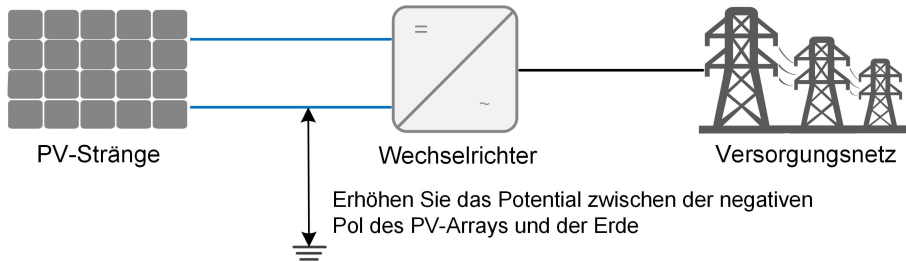 PV-Stränge
Wechselrichter
Versorgungsnetz
Erhöhen Sie das Potential zwischen der negativen
Pol des PV-Arrays und der Erde